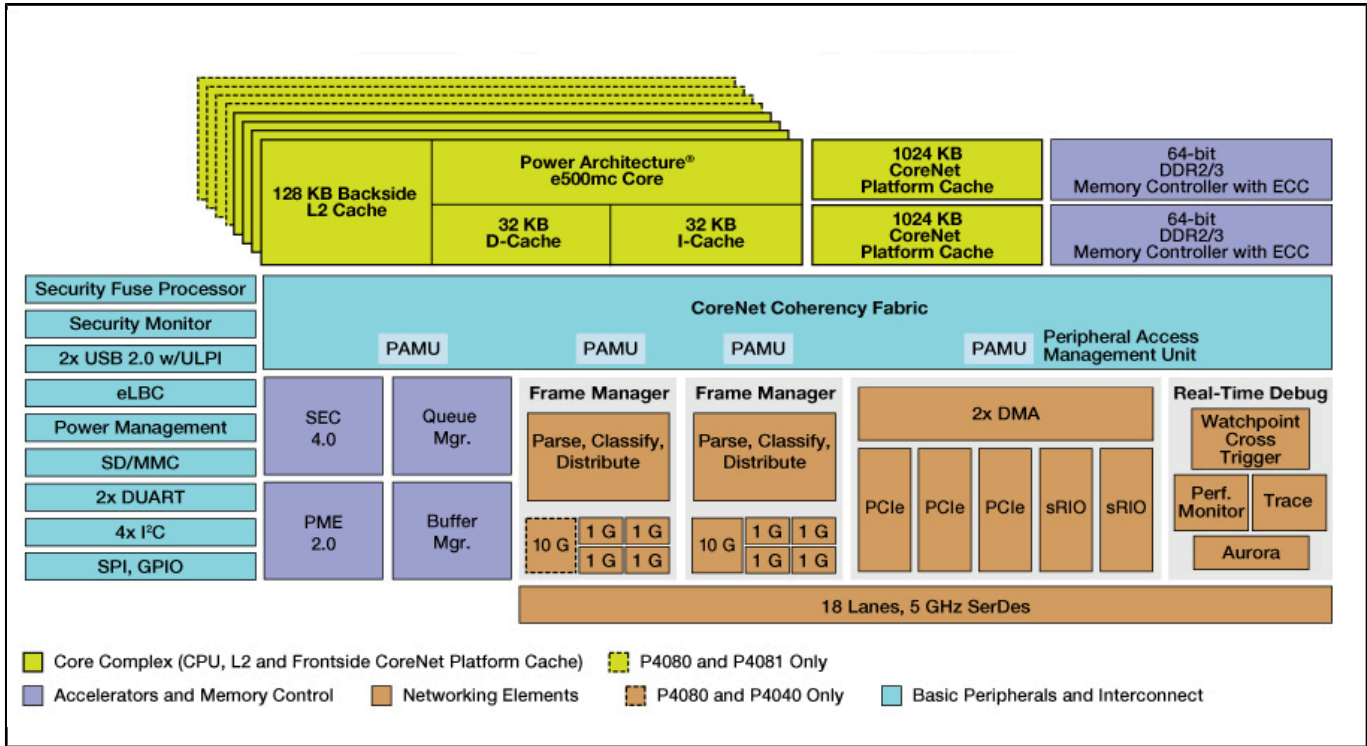 128 KB Backside
L2 Cache
Power Architecture®
e500mc Core
32 KB
D-Cache
32 KB
I-Cache
1024 KB
CoreNet
Platform Cache
1024 KB
CoreNet
Platform Cache
64-bit
DDR2/3
Memory Controller with ECC
64-bit
DDR2/3
Memory Controller with ECC
Security Fuse Processor
Security Monitor
2x USB 2.0 w/ULPI
eLBC
Power Management
SD/MMC
2x DUART
4x I²C
SPI, GPIO
CoreNet Coherency Fabric
PAMU
PAMU
PAMU
PAMU
Peripheral Access
Management Unit
SEC
4.0
Queue
Mgr.
PME
2.0
Buffer
Mgr.
Frame Manager
Parse, Classify,
Distribute
10 G
1 G
1 G
1 G
1 G
Frame Manager
Parse, Classify,
Distribute
10 G
1 G
1 G
1 G
1 G
2x DMA
PCIe
PCIe
PCIe
sRIO
sRIO
Real-Time Debug
Watchpoint
Cross
Trigger
Perf.
Monitor
Trace
Aurora
18 Lanes, 5 GHz SerDes
Core Complex (CPU, L2 and Frontside CoreNet Platform Cache)
P4080 and P4081 Only
Accelerators and Memory Control
Networking Elements
P4080 and P4040 Only
Basic Peripherals and Interconnect